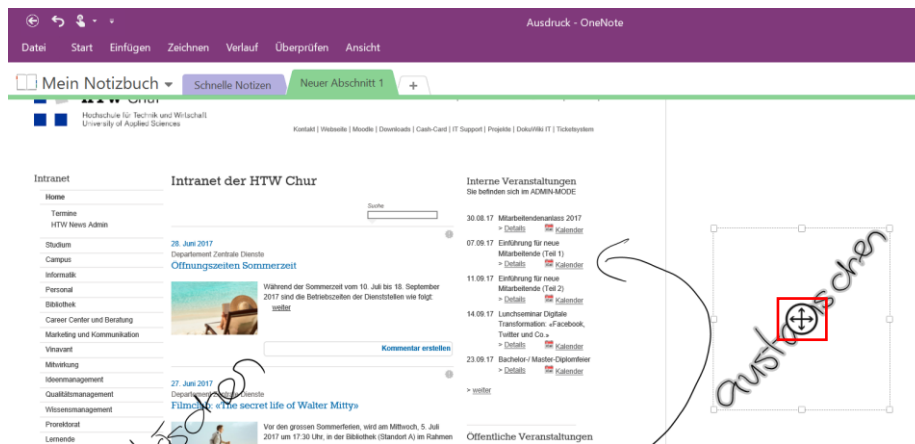 Ausdruck - OneNote
Datei Start Einfügen Zeichnen Verlauf Überprüfen Ansicht
Mein Notizbuch Schnelle Notizen Neuer Abschnitt 1 +
HTW Chur
Hochschule für Technik und Wirtschaft
University of Applied Sciences
Kontakt | Webseite | Moodle | Downloads | Cash-Card | IT Support | Projekte | DokuWiki IT | Ticketsystem
Intranet
Home
Termine
HTW News Admin
Studium
Campus
Informatik
Personal
Bibliothek
Career Center und Beratung
Marketing und Kommunikation
Vinavant
Mitwirkung
Ideenmanagement
Qualitätsmanagement
Wissensmanagement
Prorektorat
Lernende
Intranet der HTW Chur
Suche
28. Juni 2017
Departement Zentrale Dienste
Öffnungszeiten Sommerzeit
Während der Sommerzeit vom 10. Juli bis 18. September
2017 sind die Betriebszeiten der Dienststellen wie folgt:
weiter
Kommentar erstellen
27. Juni 2017
Departement Zentrale Dienste
Filmclub: «The secret life of Walter Mitty»
Vor den grossen Sommerferien, wird am Mittwoch, 5. Juli
2017 um 17:30 Uhr, in der Bibliothek (Standort A) im Rahmen
Interne Veranstaltungen
Sie befinden sich im ADMIN-MODE
30.08.17 Mitarbeitendenanlass 2017
> Details Kalender
07.09.17 Einführung für neue
Mitarbeitende (Teil 1)
> Details Kalender
11.09.17 Einführung für neue
Mitarbeitende (Teil 2)
> Details Kalender
14.09.17 Lunchseminar Digitale
Transformation: «Facebook,
Twitter und Co.»
> Details Kalender
23.09.17 Bachelor-/ Master-Diplomfeier
> Details Kalender
> weiter
Öffentliche Veranstaltungen
austauschen